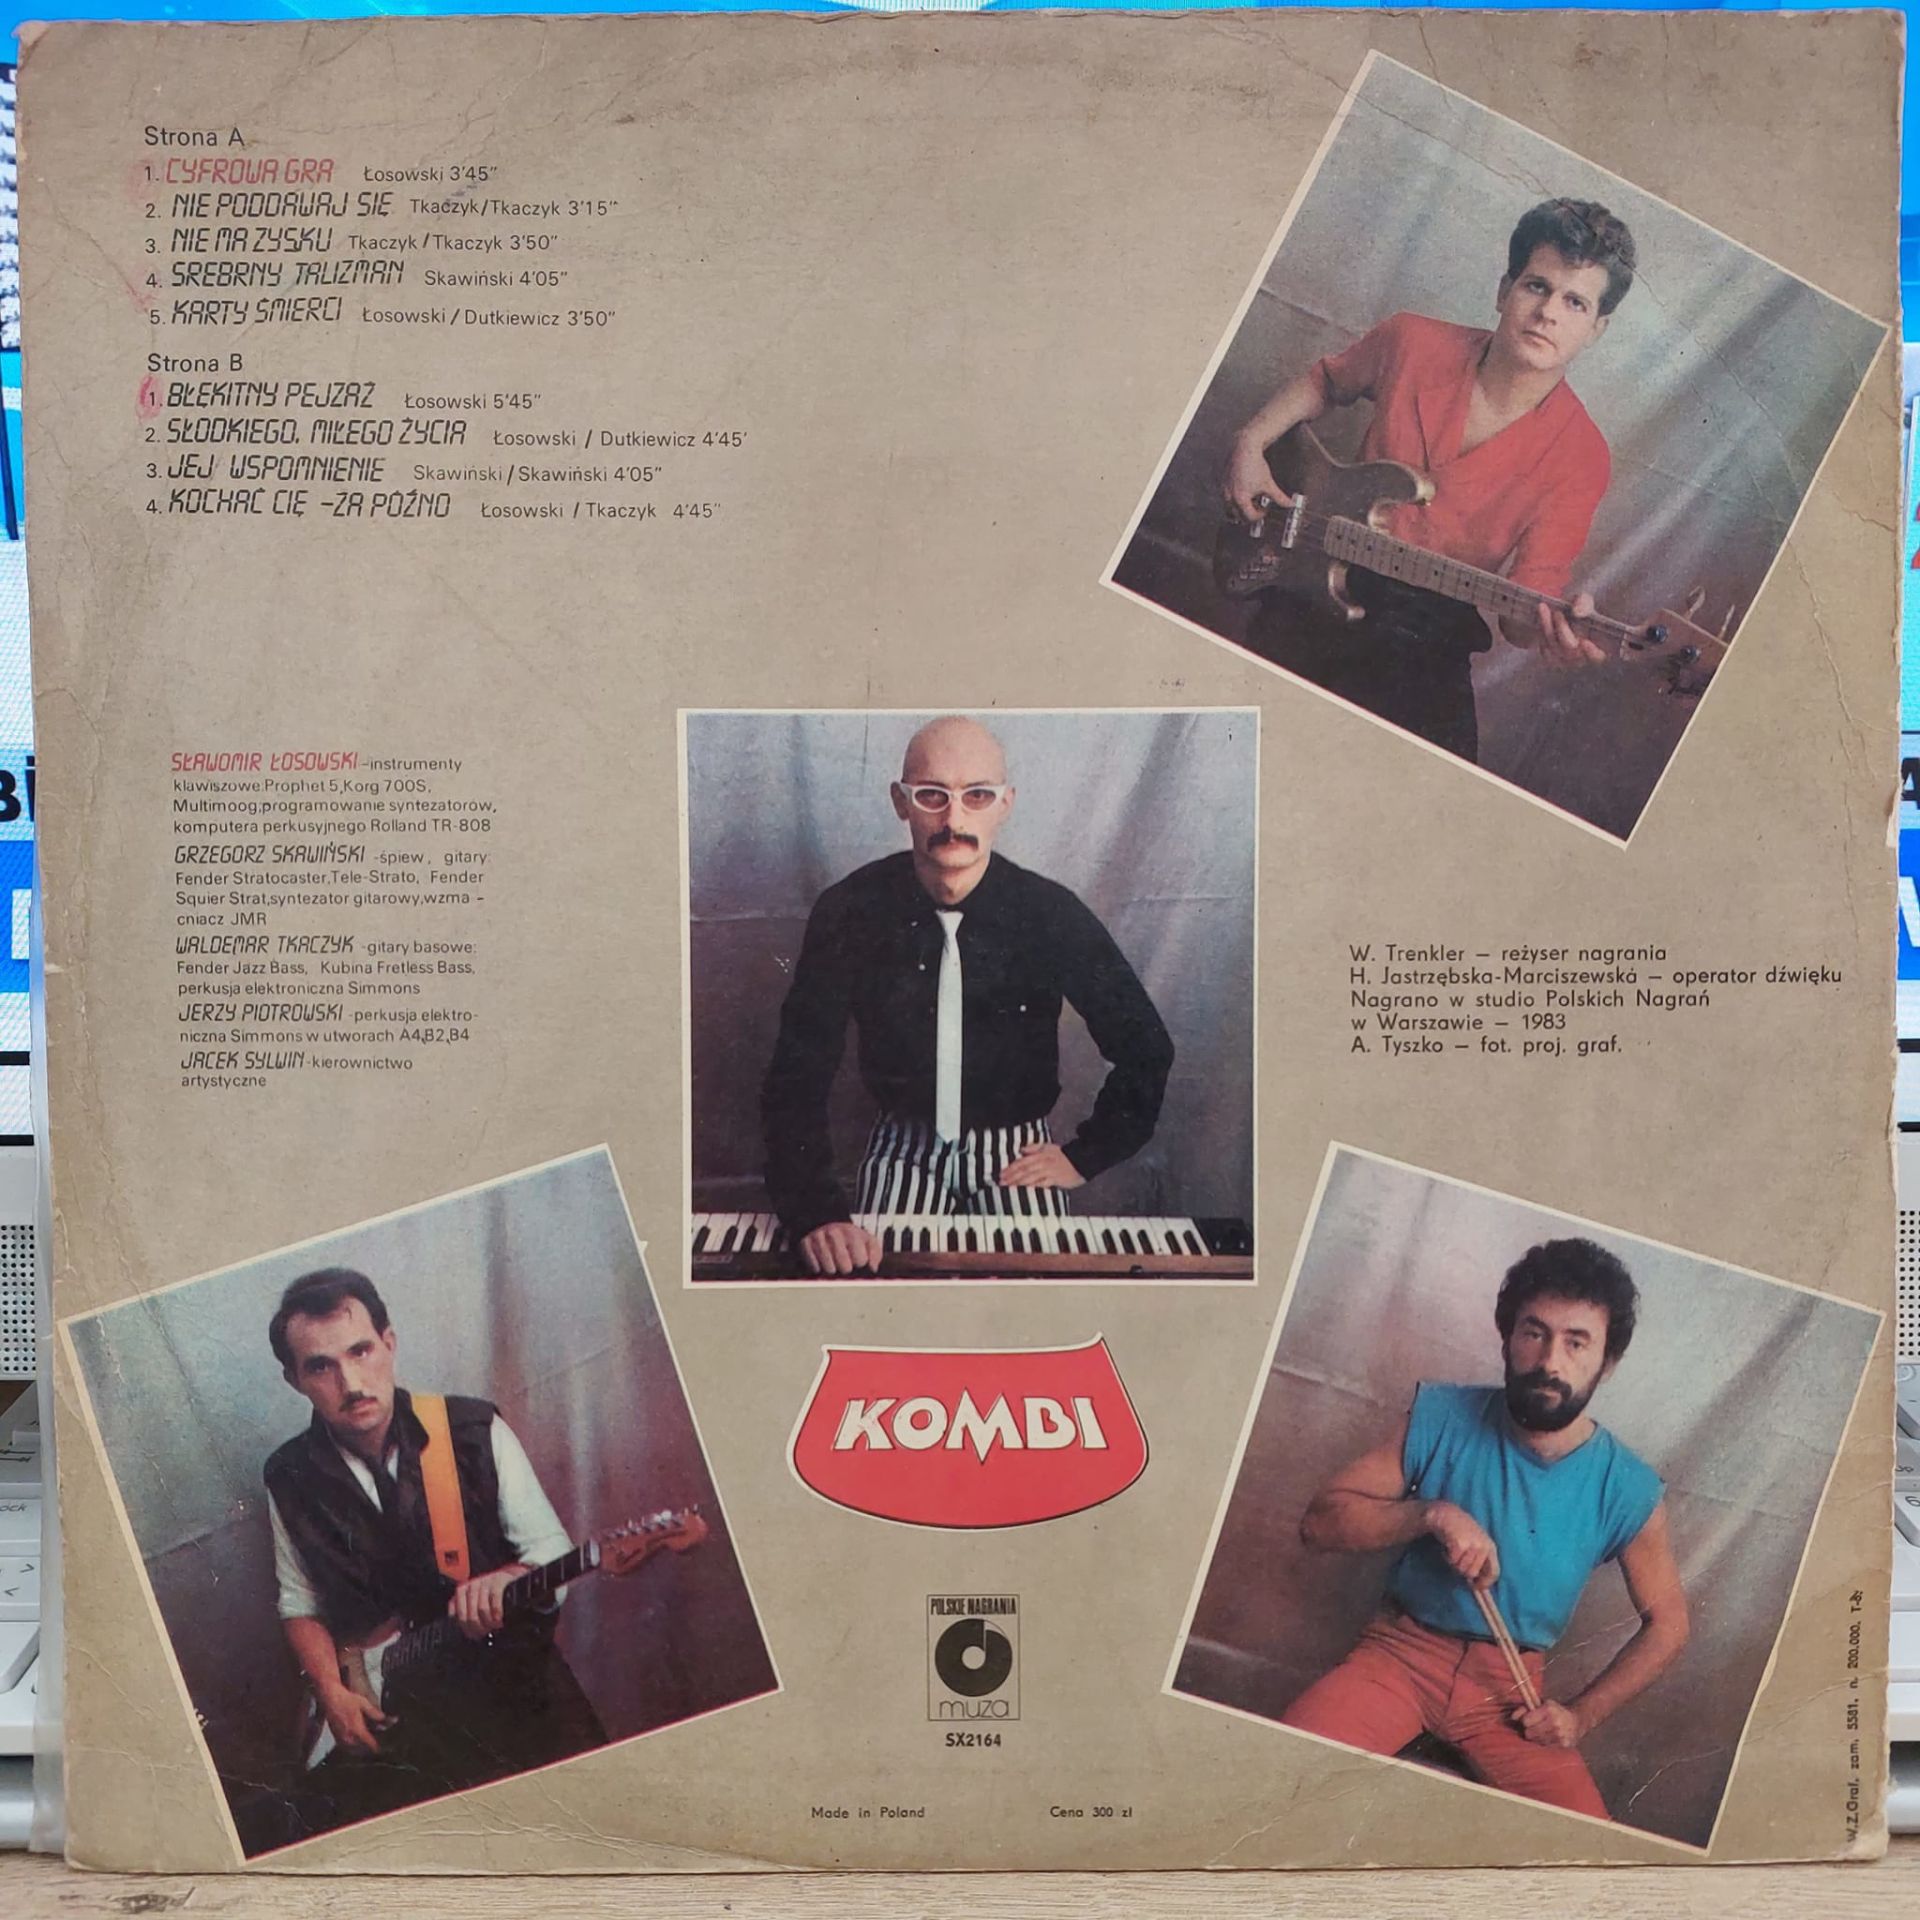 Strona A
1. CYFROWA GRA Łosowski 3'45"
2. NIE PODDAWAJ SIĘ Tkaczyk/Tkaczyk 3'15"
3. NIE MA ZYSKU Tkaczyk/Tkaczyk 3'50"
4. SREBRNY TALIZMAN Skawiński 4'05"
5. KARTY ŚMIERCI Łosowski/Dutkiewicz 3'50"
Strona B
1. BŁĘKITNY PEJZAŻ Łosowski 5'45"
2. SŁODKIEGO, MIŁEGO ŻYCIA Łosowski / Dutkiewicz 4'45'
3. JEJ WSPOMNIENIE Skawiński/Skawiński 4'05"
4. KOCHAĆ CIĘ -ZA PÓŹNO Łosowski / Tkaczyk 4'45"
SŁAWOMIR ŁOSOWSKI -instrumenty
klawiszowe:Prophet 5,Korg 700S,
Multimoog;programowanie syntezatorów,
komputera perkusyjnego Rolland TR-808
GRZEGORZ SKAWIŃSKI -śpiew, gitary:
Fender Stratocaster,Tele-Strato, Fender
Squier Strat,syntezator gitarowy,wzma -
cniacz JMR
WALDEMAR TKACZYK -gitary basowe:
Fender Jazz Bass, Kubina Fretless Bass,
perkusja elektroniczna Simmons
JERZY PIOTROWSKI -perkusja elektro-
niczna Simmons w utworach A4,B2,B4
JACEK SYLWIN -kierownictwo
artystyczne
W. Trenkler – reżyser nagrania
H. Jastrzębska-Marciszewska – operator dźwięku
Nagrano w studio Polskich Nagrań
w Warszawie – 1983
A. Tyszko – fot. proj. graf.
KOMBI
POLSKIE NAGRANIA
muza
SX2164
Made in Poland Cena 300 zł
W.Z.Graf. zam. 5581. n. 200.000.